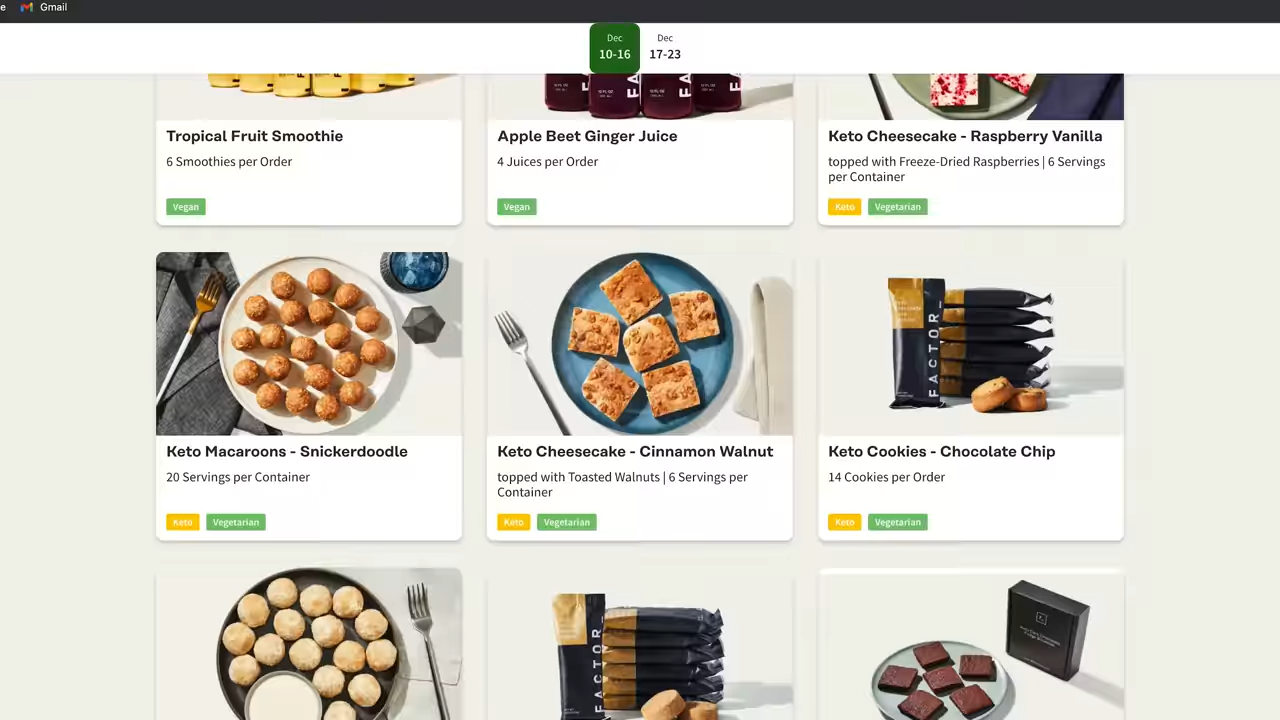 e
Gmail
Dec
10-16
Dec
17-23
Tropical Fruit Smoothie
6 Smoothies per Order
Vegan
Apple Beet Ginger Juice
4 Juices per Order
Vegan
Keto Cheesecake - Raspberry Vanilla
topped with Freeze-Dried Raspberries | 6 Servings
per Container
Keto
Vegetarian
FACTOR_
Keto Macaroons - Snickerdoodle
20 Servings per Container
Keto
Vegetarian
Keto Cheesecake - Cinnamon Walnut
topped with Toasted Walnuts | 6 Servings per
Container
Keto
Vegetarian
Keto Cookies - Chocolate Chip
14 Cookies per Order
Keto
Vegetarian
FACTOR_